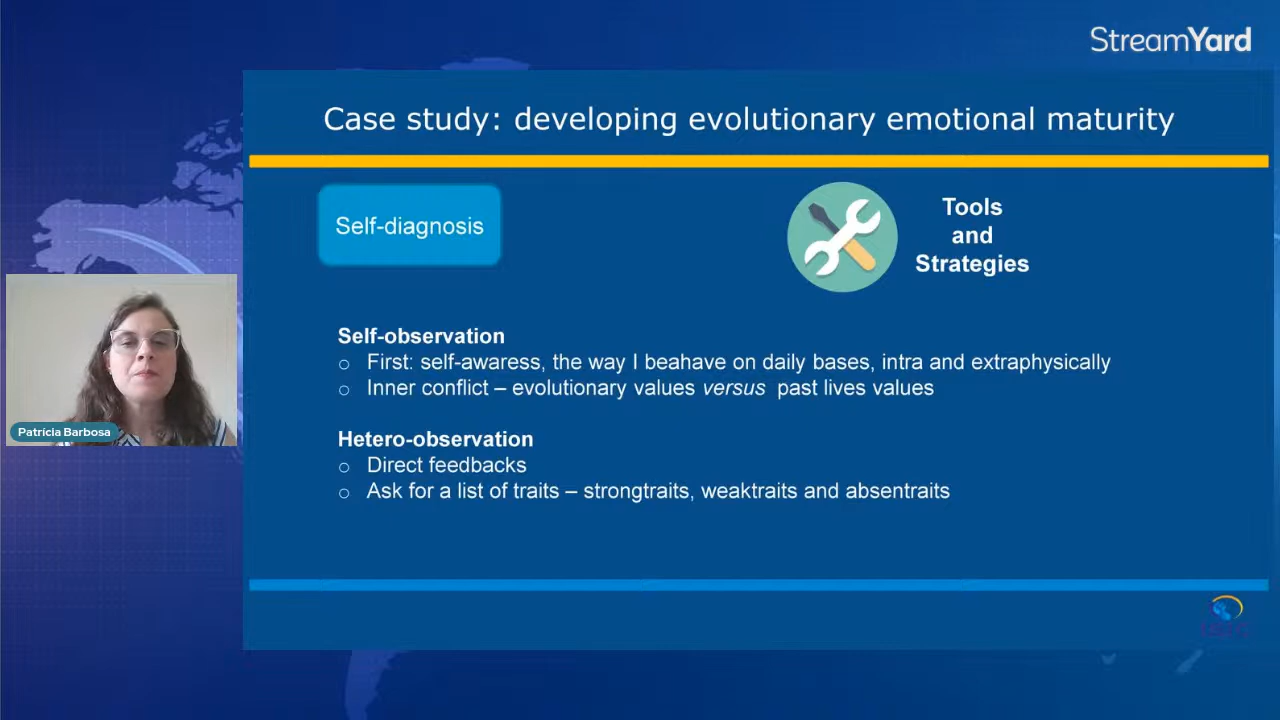 StreamYard
Case study: developing evolutionary emotional maturity
Self-diagnosis
Tools
and
Strategies
Self-observation
o First: self-awaress, the way I beahave on daily bases, intra and extraphysically
o Inner conflict – evolutionary values versus past lives values
Hetero-observation
o Direct feedbacks
o Ask for a list of traits – strongtraits, weaktraits and absentraits
Patrícia Barbosa